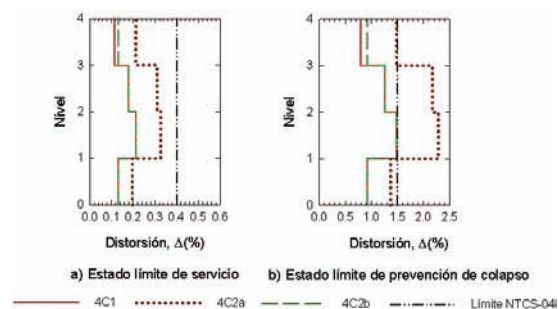 4
3
2
1
0
Nivel
0.0 0.1 0.2 0.3 0.4 0.5 0.6
Distorsión, Δ(%)
a) Estado límite de servicio
4
3
2
1
0
Nivel
0.0 0.5 1.0 1.5 2.0 2.5
Distorsión, Δ(%)
b) Estado límite de prevención de colapso
4C1 4C2a 4C2b Límite NTCS-04